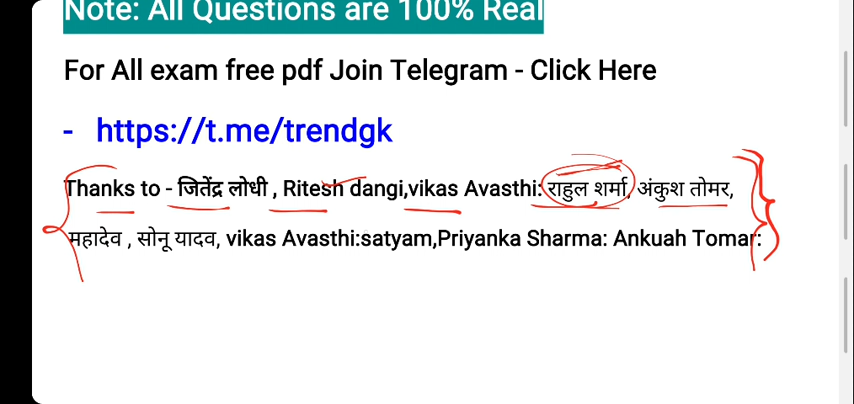 Note: All Questions are 100% Real
For All exam free pdf Join Telegram - Click Here
- https://t.me/trendgk
Thanks to - जितेंद्र लोधी , Ritesh dangi,vikas Avasthi: राहुल शर्मा, अंकुश तोमर,
महादेव , सोनू यादव, vikas Avasthi:satyam,Priyanka Sharma: Ankuah Tomar: